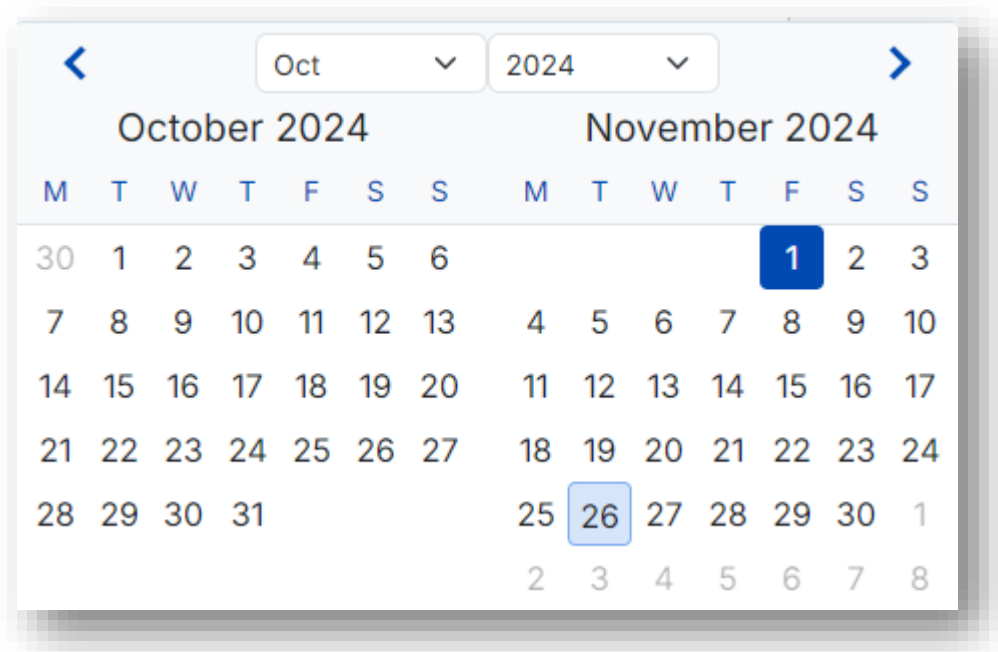 Oct 2024
October 2024 November 2024
M T W T F S S M T W T F S S
30 1 2 3 4 5 6 1 2 3
7 8 9 10 11 12 13 4 5 6 7 8 9 10
14 15 16 17 18 19 20 11 12 13 14 15 16 17
21 22 23 24 25 26 27 18 19 20 21 22 23 24
28 29 30 31 25 26 27 28 29 30 1
2 3 4 5 6 7 8